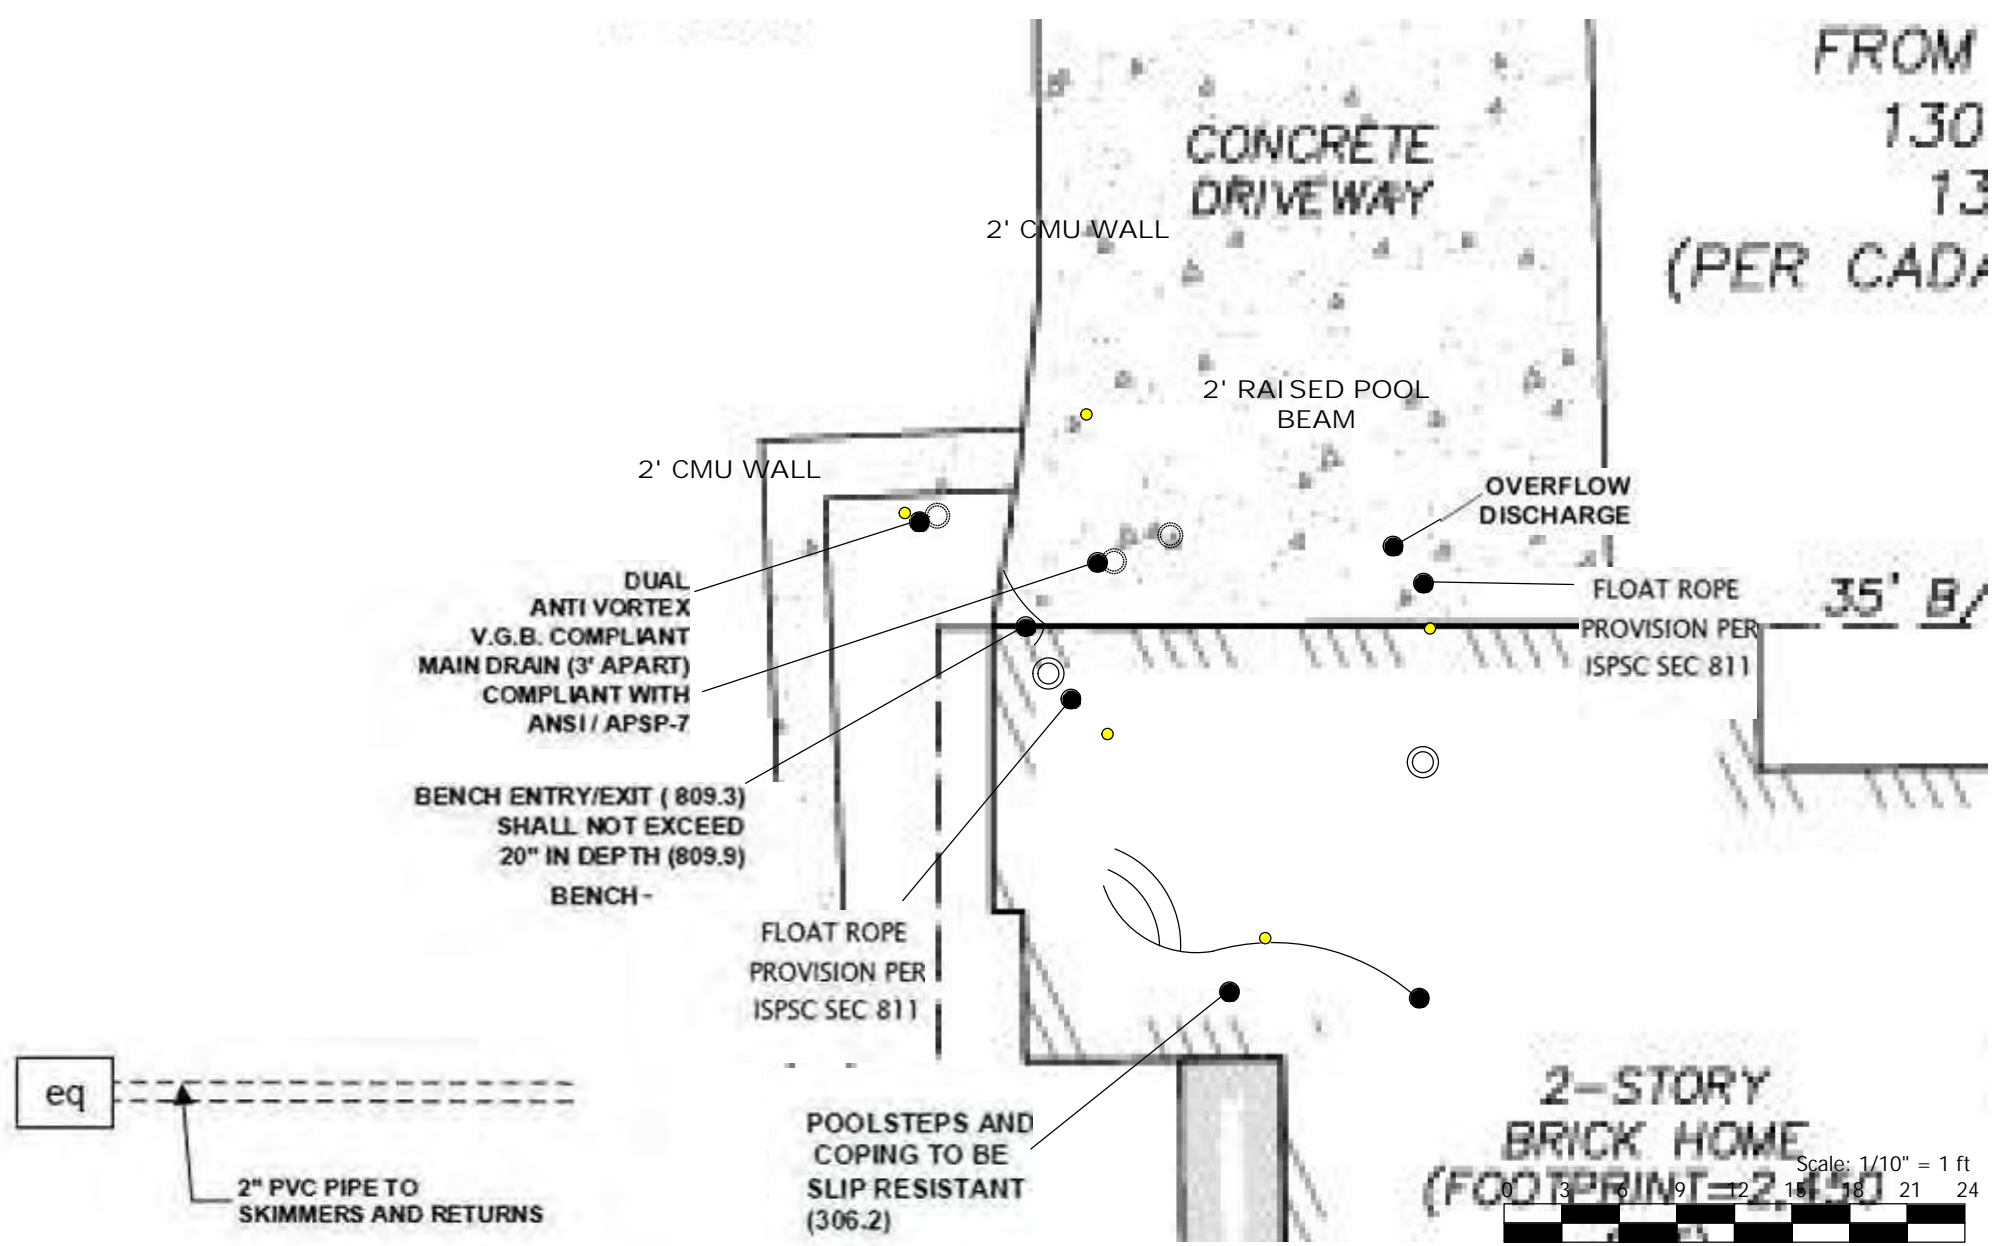 FROM
130
13
(PER CADA
CONCRETE
DRIVEWAY
2' CMU WALL
2' RAISED POOL
BEAM
2' CMU WALL
OVERFLOW
DISCHARGE
DUAL
ANTI VORTEX
V.G.B. COMPLIANT
MAIN DRAIN (3' APART)
COMPLIANT WITH
ANSI / APSP-7
FLOAT ROPE
PROVISION PER
ISPSC SEC 811
35' B/
BENCH ENTRY/EXIT ( 809.3)
SHALL NOT EXCEED
20" IN DEPTH (809.9)
BENCH -
FLOAT ROPE
PROVISION PER
ISPSC SEC 811
eq
2" PVC PIPE TO
SKIMMERS AND RETURNS
POOLSTEPS AND
COPING TO BE
SLIP RESISTANT
(306.2)
2-STORY
BRICK HOME
(FOOTPRINT=2,450
Scale: 1/10" = 1 ft
0 3 6 9 12 15 18 21 24